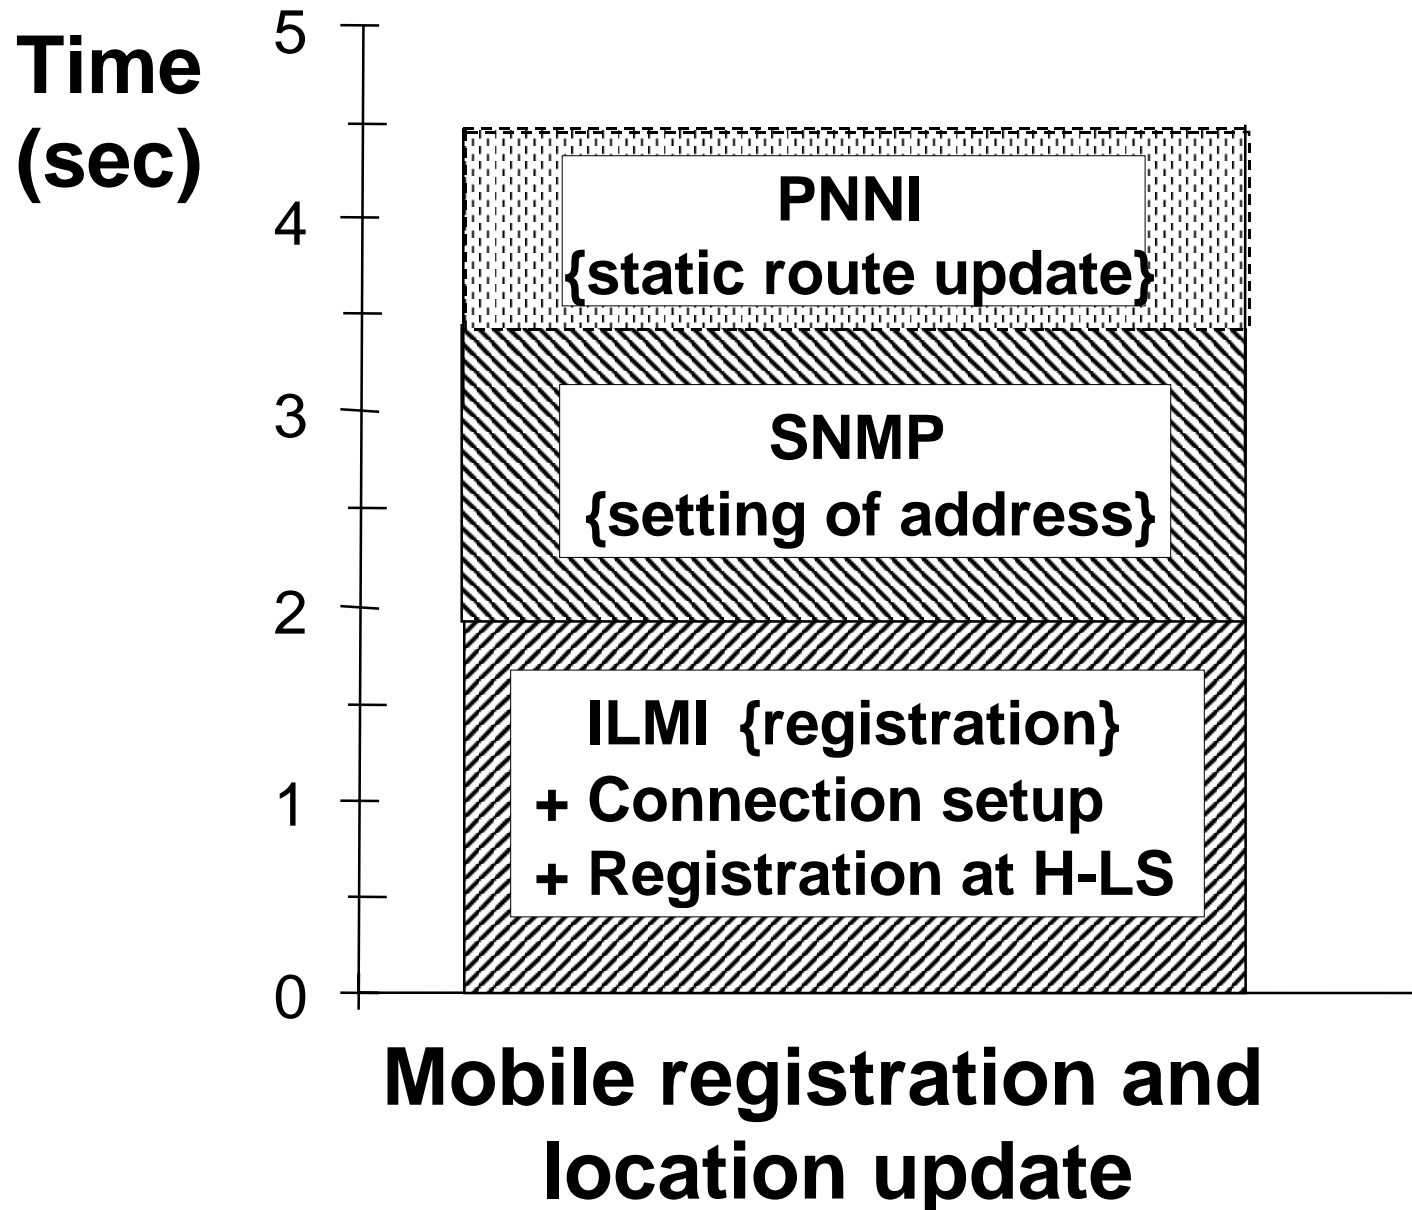 Time
(sec)
5
4
3
2
1
0
PNNI
{static route update}
SNMP
{setting of address}
ILMI {registration}
+ Connection setup
+ Registration at H-LS
Mobile registration and
location update